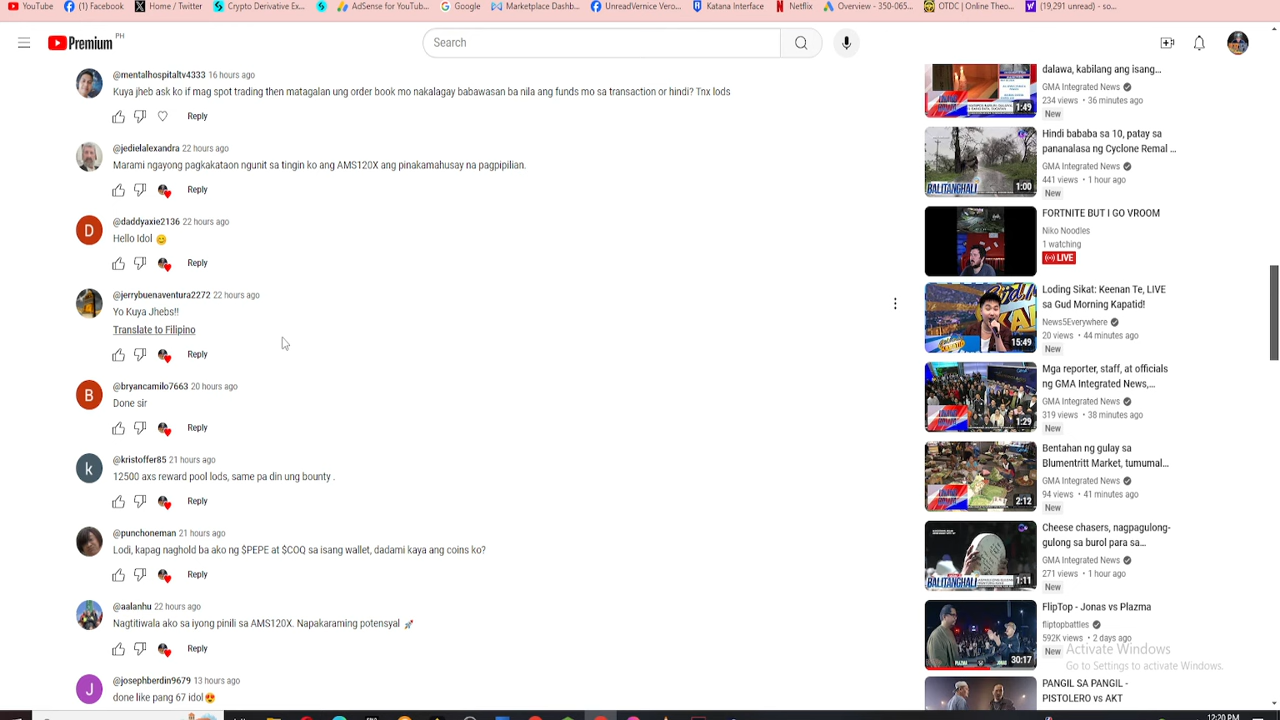 YouTube
(1) Facebook
Home / Twitter
Crypto Derivative Ex...
AdSense for YouTub...
Google
Marketplace Dashb...
UnreadVernice Vero...
Katana Interface
Netflix
Overview - 350-065...
OTDC | Online Theo...
(19,291 unread) - so...
Premium PH
Search
@mentalhospitaltv4333 16 hours ago
Kuya jheb ask ko if mag spot trading then matagalan ung order book mo nakalagay babawasan ba nila ang fund mo sa transaction or hindi? Tnx lods
Reply
@jedielalexandra 22 hours ago
Marami ngayong pagkakataon ngunit sa tingin ko ang AMS120X ang pinakamahusay na pagpipilian.
Reply
@daddyaxie2136 22 hours ago
Hello Idol 😊
Reply
@jerrybuenaventura2272 22 hours ago
Yo Kuya Jhebs!!
Translate to Filipino
Reply
B
@bryancamilo7663 20 hours ago
Done sir
Reply
k
@kristoffer85 21 hours ago
12500 axs reward pool lods, same pa din ung bounty .
Reply
@punchoneman 21 hours ago
Lodi, kapag naghold ba ako ng $PEPE at $COQ sa isang wallet, dadami kaya ang coins ko?
Reply
@aalanhu 22 hours ago
Nagtitiwala ako sa iyong pinili sa AMS120X. Napakaraming potensyal 🚀
Reply
J
@josephberdin9679 13 hours ago
done like pang 67 idol😍
dalawa, kabilang ang isang...
GMA Integrated News
234 views • 36 minutes ago
New
1:49
Hindi bababa sa 10, patay sa
pananalasa ng Cyclone Remal ...
GMA Integrated News
441 views • 1 hour ago
New
BALITANGHALI
1:00
FORTNITE BUT I GO VROOM
Niko Noodles
1 watching
LIVE
Loding Sikat: Keenan Te, LIVE
sa Gud Morning Kapatid!
News5Everywhere
20 views • 44 minutes ago
New
15:49
Mga reporter, staff, at officials
ng GMA Integrated News,...
GMA Integrated News
319 views • 38 minutes ago
New
1:29
Bentahan ng gulay sa
Blumentritt Market, tumumal...
GMA Integrated News
94 views • 41 minutes ago
New
2:12
Cheese chasers, nagpagulong-
gulong sa burol para sa...
GMA Integrated News
271 views • 1 hour ago
New
BALITANGHALI
1:11
FlipTop - Jonas vs Plazma
fliptopbattles
592K views • 2 days ago
New
30:17
PANGIL SA PANGIL -
PISTOLERO vs AKT
Activate Windows
Go to Settings to activate Windows.
12:20 PM